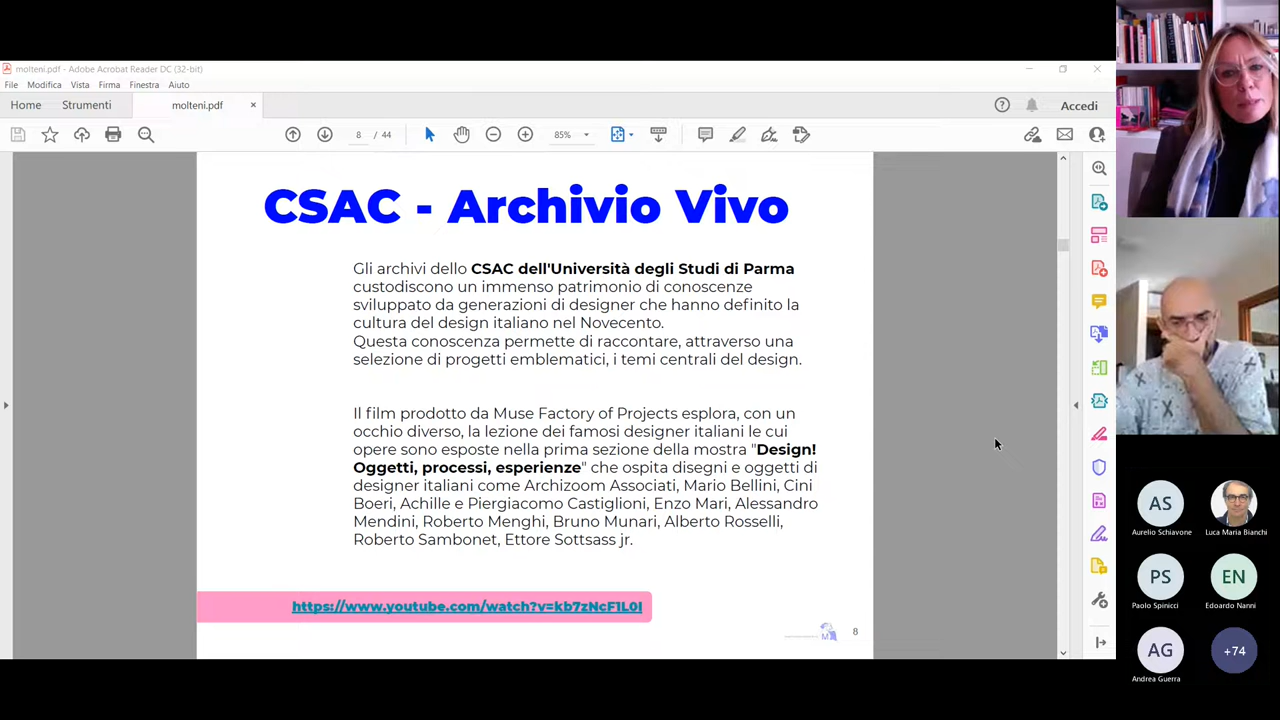 molteni.pdf - Adobe Acrobat Reader DC (32-bit)
File Modifica Vista Firma Finestra Aiuto
Home Strumenti molteni.pdf × Accedi
8 / 44 85%
CSAC - Archivio Vivo
Gli archivi dello CSAC dell'Università degli Studi di Parma
custodiscono un immenso patrimonio di conoscenze
sviluppato da generazioni di designer che hanno definito la
cultura del design italiano nel Novecento.
Questa conoscenza permette di raccontare, attraverso una
selezione di progetti emblematici, i temi centrali del design.
Il film prodotto da Muse Factory of Projects esplora, con un
occhio diverso, la lezione dei famosi designer italiani le cui
opere sono esposte nella prima sezione della mostra "Design!
Oggetti, processi, esperienze" che ospita disegni e oggetti di
designer italiani come Archizoom Associati, Mario Bellini, Cini
Boeri, Achille e Piergiacomo Castiglioni, Enzo Mari, Alessandro
Mendini, Roberto Menghi, Bruno Munari, Alberto Rosselli,
Roberto Sambonet, Ettore Sottsass jr.
https://www.youtube.com/watch?v=kb7zNcF1L0I
8
AS
Aurelio Schiavone Luca Maria Bianchi
PS EN
Paolo Spinicci Edoardo Nanni
AG +74
Andrea Guerra